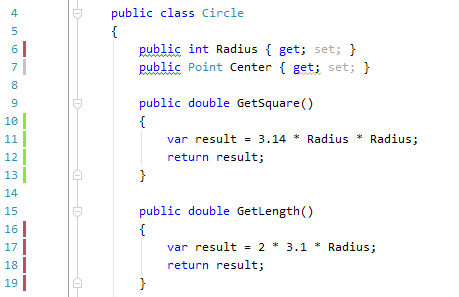 4 public class Circle
5 {
6 public int Radius { get; set; }
7 public Point Center { get; set; }
8
9 public double GetSquare()
10 {
11 var result = 3.14 * Radius * Radius;
12 return result;
13 }
14
15 public double GetLength()
16 {
17 var result = 2 * 3.1 * Radius;
18 return result;
19 }